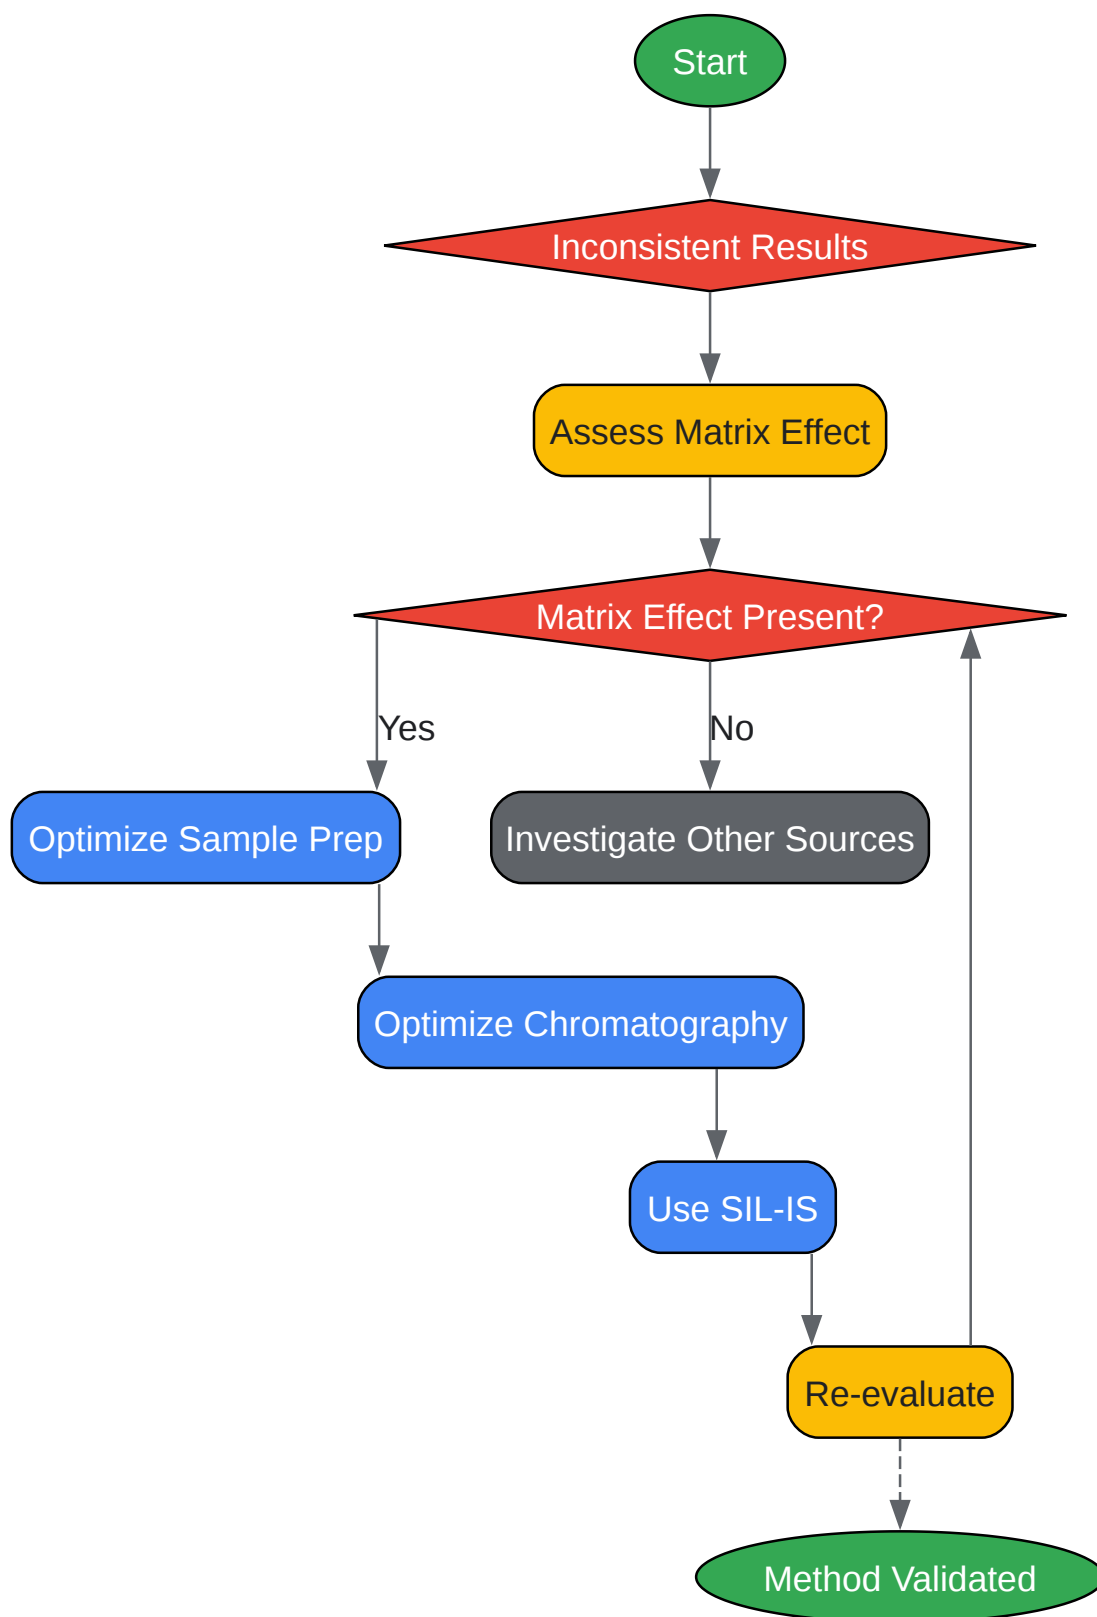 Start
Inconsistent Results
Assess Matrix Effect
Matrix Effect Present?
Yes
No
Optimize Sample Prep
Investigate Other Sources
Optimize Chromatography
Use SIL-IS
Re-evaluate
Method Validated